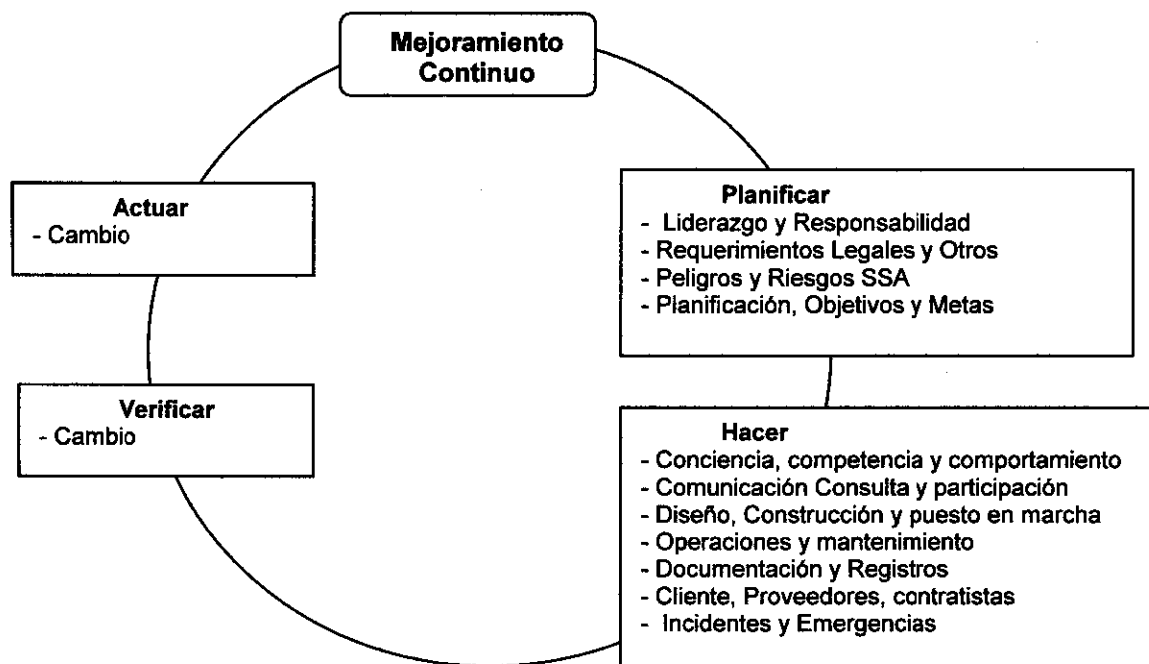 Mejoramiento
Continuo
Actuar
- Cambio
Planificar
- Liderazgo y Responsabilidad
- Requerimientos Legales y Otros
- Peligros y Riesgos SSA
- Planificación, Objetivos y Metas
Verificar
- Cambio
Hacer
- Conciencia, competencia y comportamiento
- Comunicación Consulta y participación
- Diseño, Construcción y puesto en marcha
- Operaciones y mantenimiento
- Documentación y Registros
- Cliente, Proveedores, contratistas
- Incidentes y Emergencias